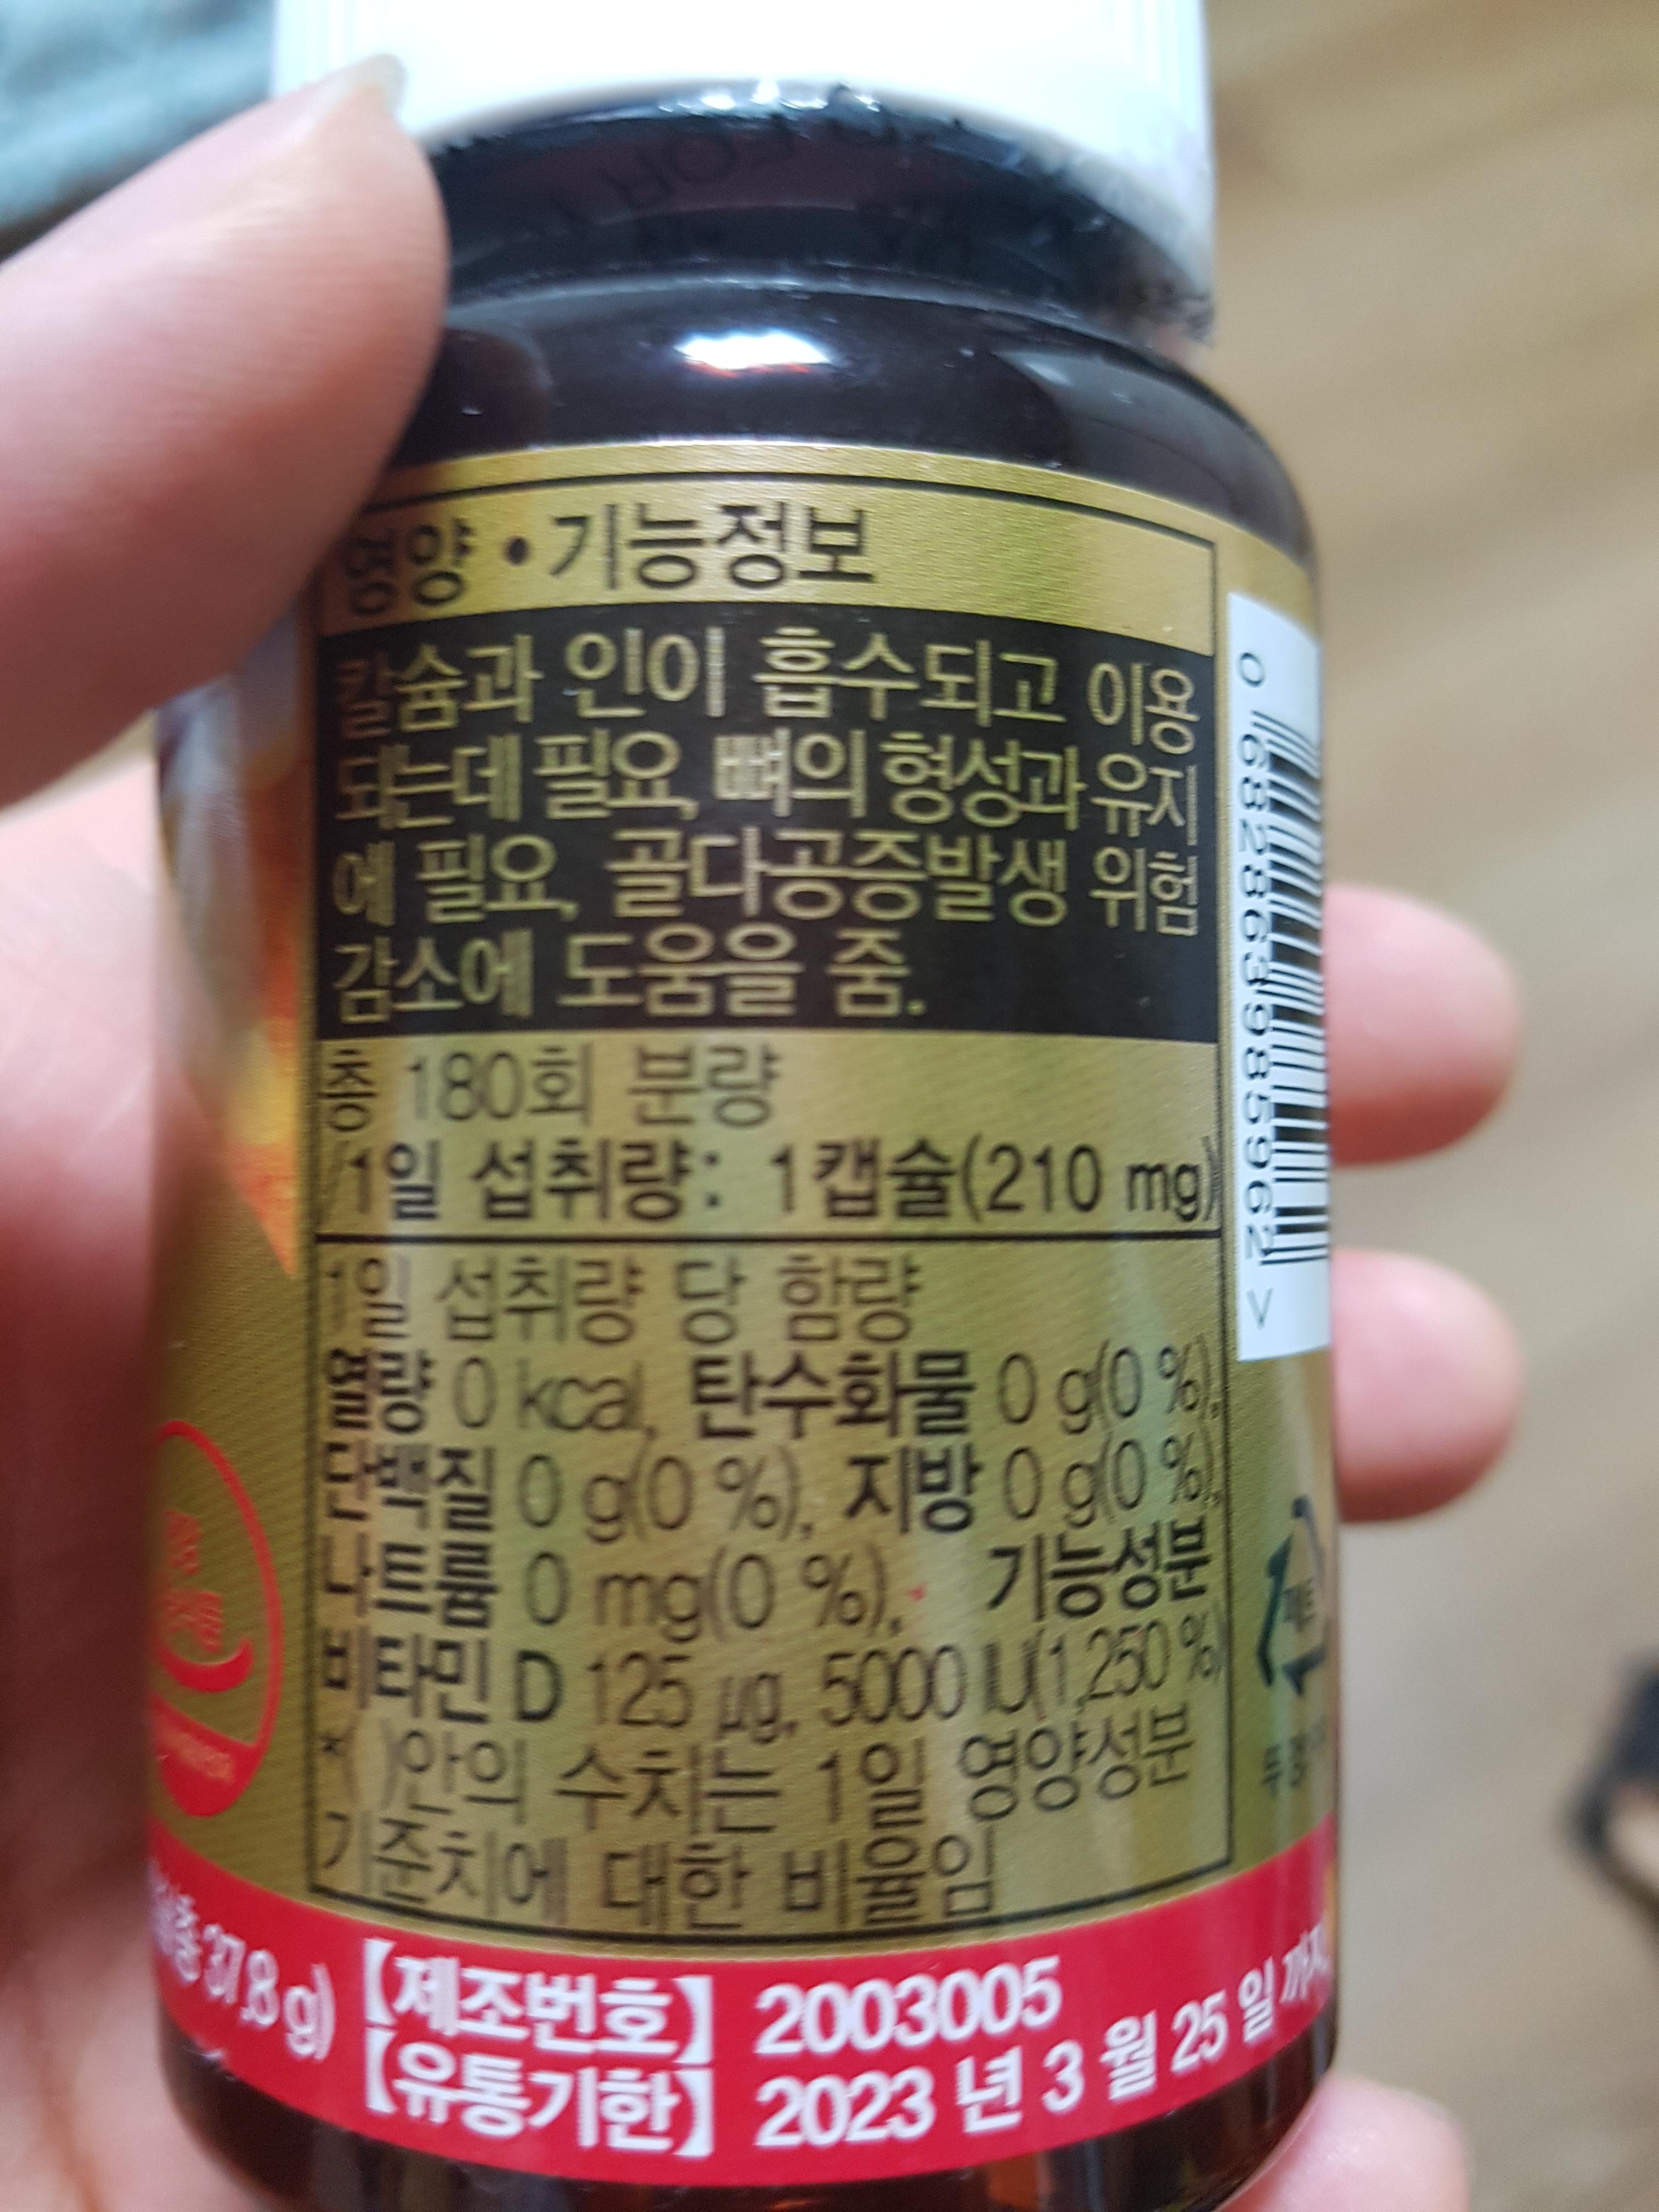 영양 • 기능정보
칼슘과 인이 흡수되고 이용
되는데 필요, 뼈의 형성과 유지
에 필요, 골다공증발생 위험
감소에 도움을 줌.
총 180회 분량
/1일 섭취량: 1캡슐(210 mg)
1일 섭취량 당 함량
열량 0 kcal, 탄수화물 0 g(0 %),
단백질 0 g(0 %), 지방 0 g(0 %),
나트륨 0 mg(0 %), 기능성분
비타민 D 125 µg, 5000 IU(1,250 %)
*( )안의 수치는 1일 영양성분
기준치에 대한 비율임
0 682863985962 >
37.8 g)
【제조번호】 2003005
【유통기한】 2023 년 3 월 25 일 까지